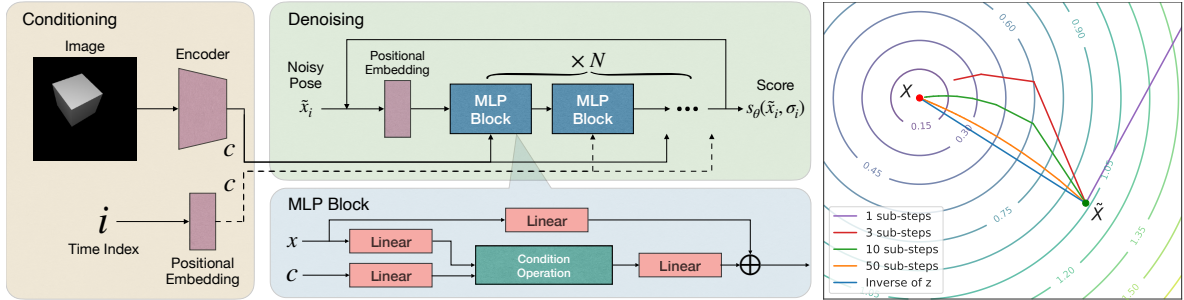 Conditioning
Image
Encoder
c
c
i
Time Index
Positional
Embedding
Denoising
Noisy
Pose
x̃ᵢ
Positional
Embedding
× N
MLP
Block
MLP
Block
•••
Score
s_θ(x̃ᵢ, σᵢ)
MLP Block
x
c
Linear
Linear
Linear
Condition
Operation
Linear
0.60
0.90
X
0.15
0.30
0.45
0.75
1.05
X̃
1.35
1.20
1.50
1 sub-steps
3 sub-steps
10 sub-steps
50 sub-steps
Inverse of z